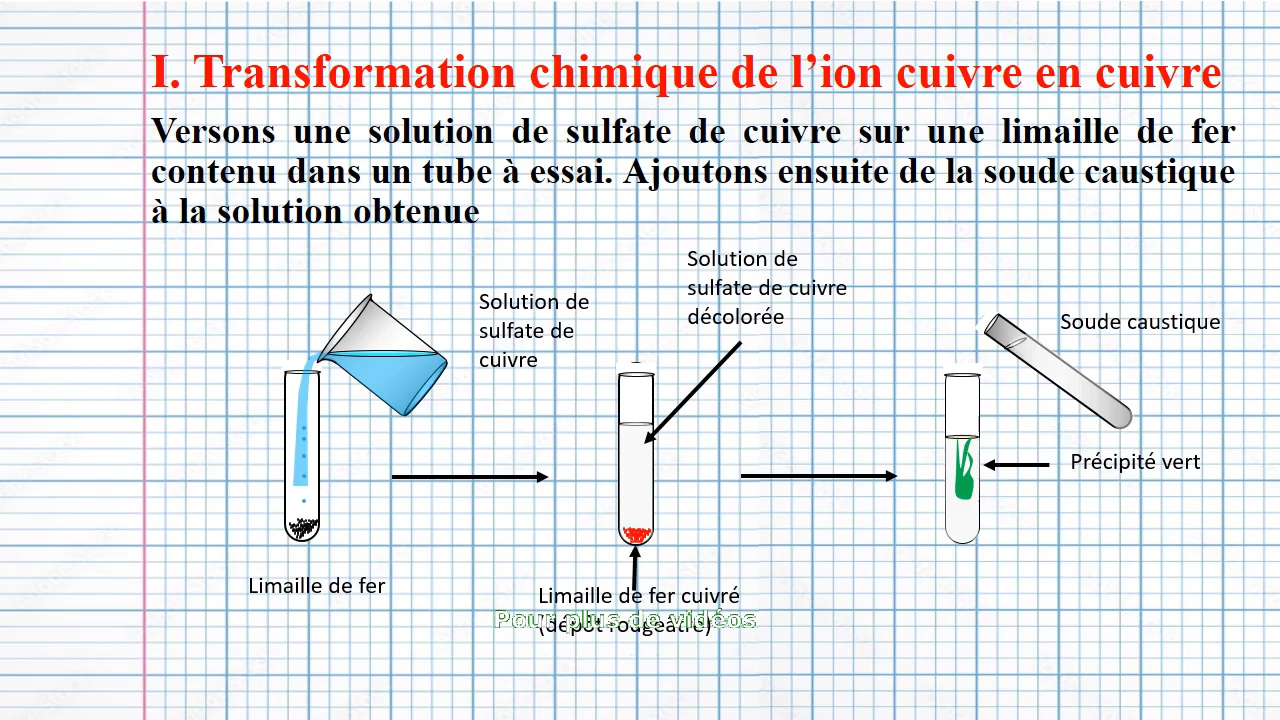 I. Transformation chimique de l’ion cuivre en cuivre
Versons une solution de sulfate de cuivre sur une limaille de fer
contenu dans un tube à essai. Ajoutons ensuite de la soude caustique
à la solution obtenue
Solution de
sulfate de
cuivre
Solution de
sulfate de cuivre
décolorée
Soude caustique
Précipité vert
Limaille de fer
Limaille de fer cuivré
(dépôt rougeâtre)
Pour plus de vidéos